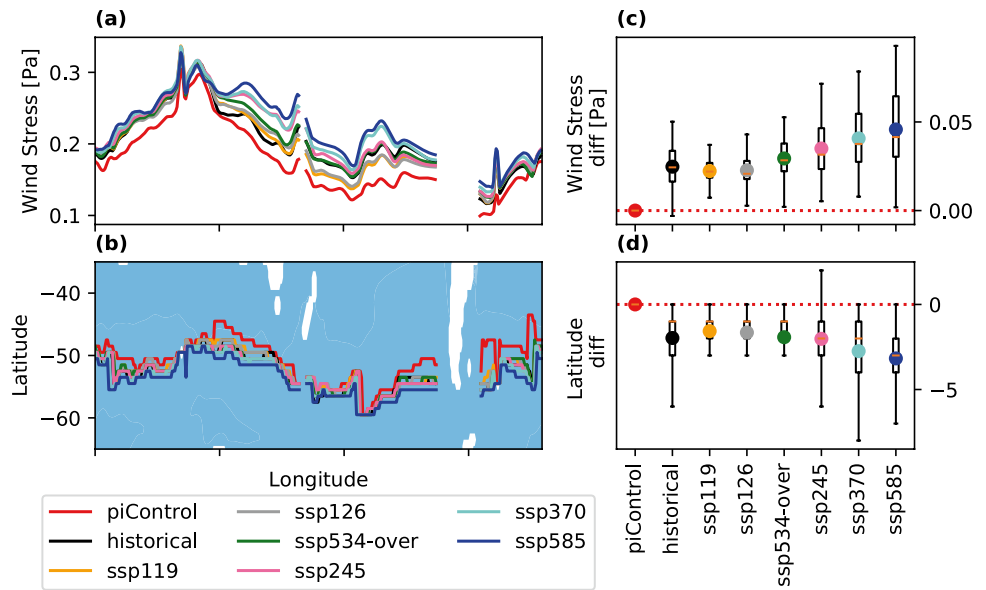 (a)
Wind Stress [Pa]
0.3
0.2
0.1
(b)
Latitude
−40
−50
−60
Longitude
(c)
Wind Stress
diff [Pa]
0.05
0.00
(d)
Latitude
diff
0
−5
piControl
historical
ssp119
ssp126
ssp534-over
ssp245
ssp370
ssp585
piControl
historical
ssp119
ssp126
ssp534-over
ssp245
ssp370
ssp585